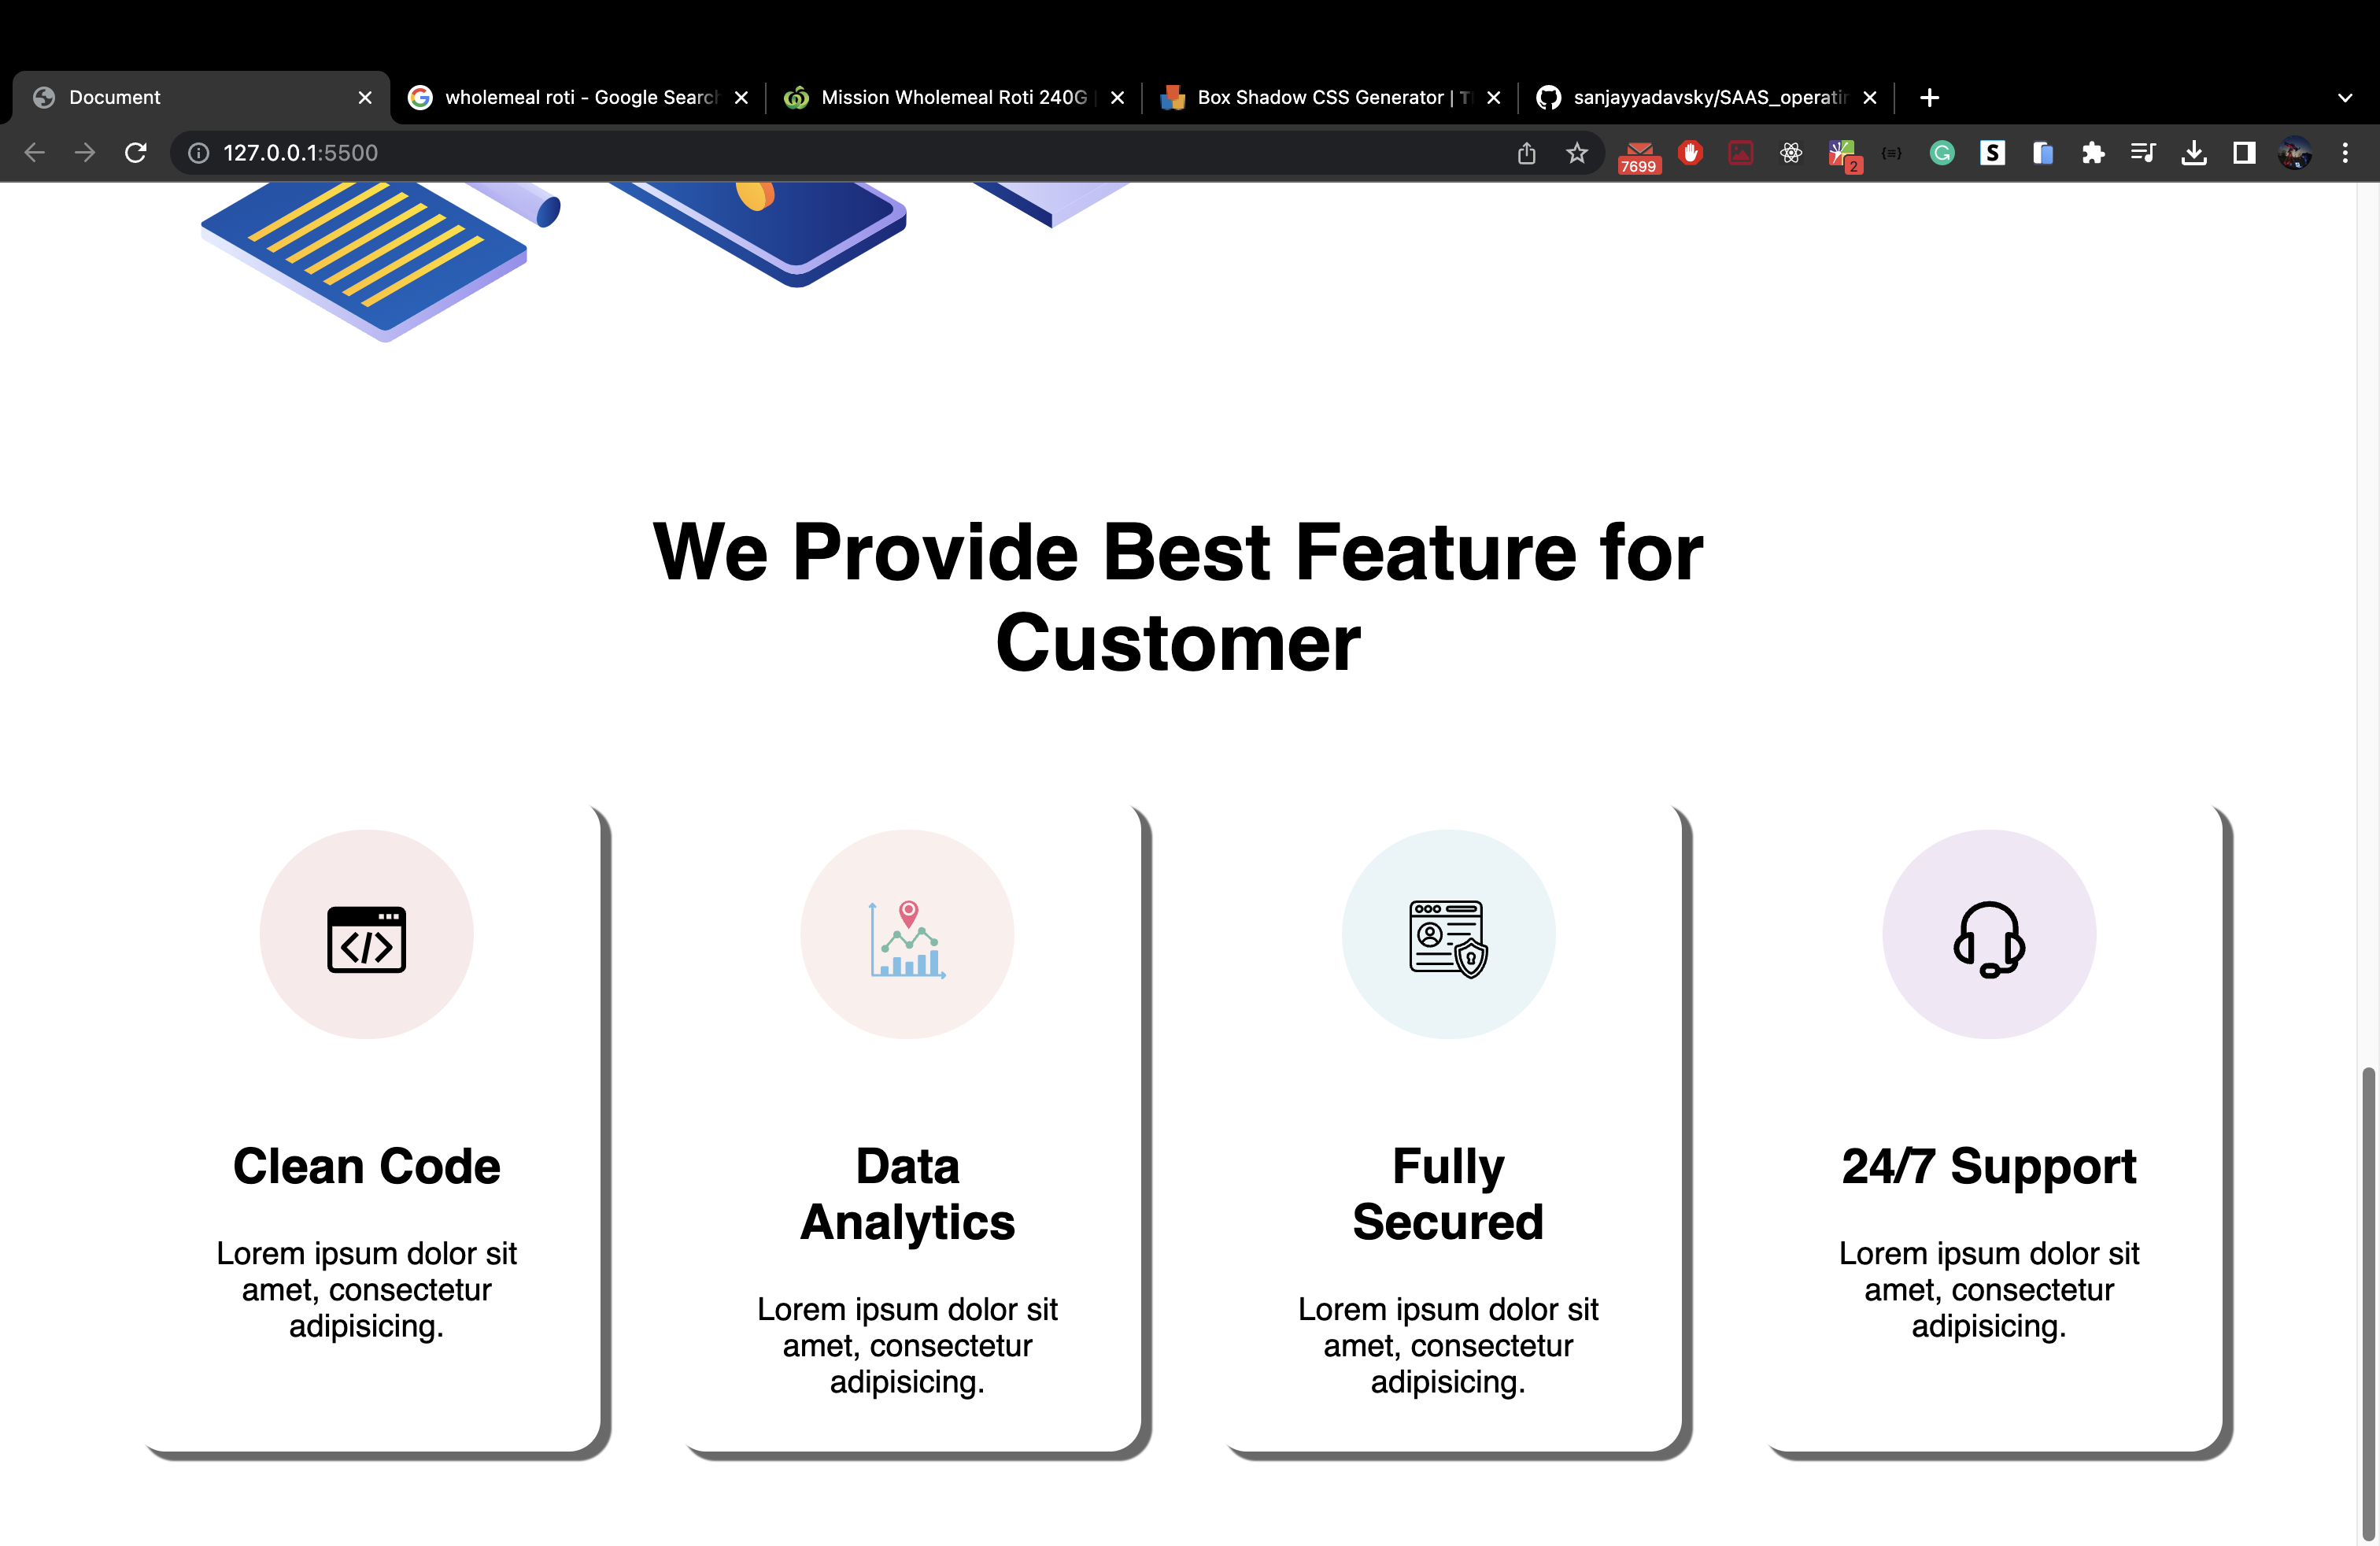 Document
wholemeal roti - Google Search
Mission Wholemeal Roti 240G
Box Shadow CSS Generator |
sanjayyadavsky/SAAS_operatin
127.0.0.1:5500
7699
2
G
S
We Provide Best Feature for
Customer
Clean Code
Lorem ipsum dolor sit
amet, consectetur
adipisicing.
Data
Analytics
Lorem ipsum dolor sit
amet, consectetur
adipisicing.
Fully
Secured
Lorem ipsum dolor sit
amet, consectetur
adipisicing.
24/7 Support
Lorem ipsum dolor sit
amet, consectetur
adipisicing.